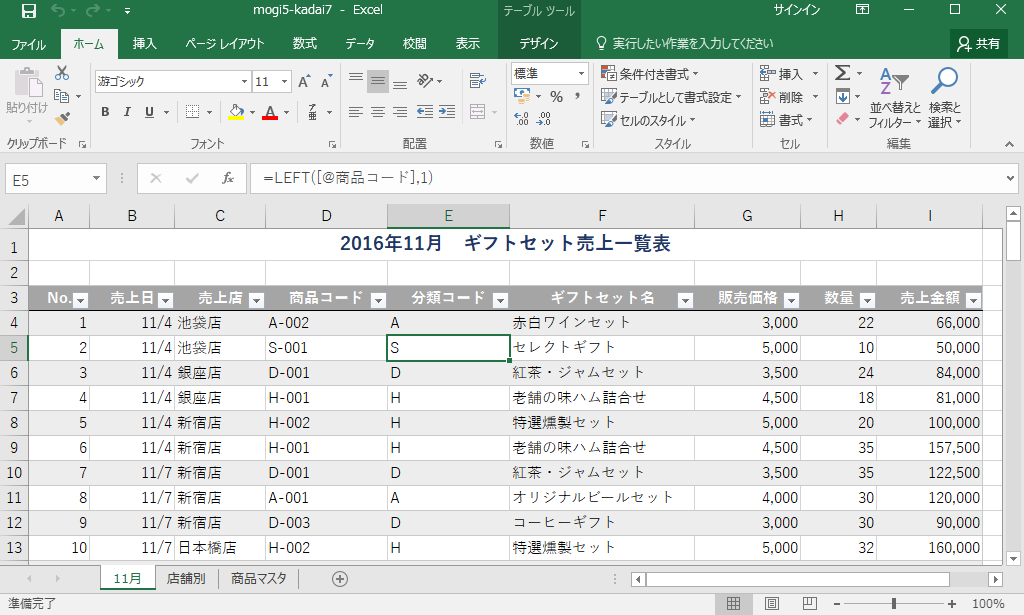 mogi5-kadai7 - Excel
テーブル ツール
サインイン
ファイル ホーム 挿入 ページ レイアウト 数式 データ 校閲 表示 デザイン 実行したい作業を入力してください 共有
貼り付け
游ゴシック 11
B I U
標準
% ,
条件付き書式
テーブルとして書式設定
セルのスタイル
挿入
削除
書式
並べ替えと フィルター
検索と 選択
クリップボード フォント 配置 数値 スタイル セル 編集
E5 fx =LEFT([@商品コード],1)
A B C D E F G H I
1 2016年11月 ギフトセット売上一覧表
2
3 No. 売上日 売上店 商品コード 分類コード ギフトセット名 販売価格 数量 売上金額
4 1 11/4 池袋店 A-002 A 赤白ワインセット 3,000 22 66,000
5 2 11/4 池袋店 S-001 S セレクトギフト 5,000 10 50,000
6 3 11/4 銀座店 D-001 D 紅茶・ジャムセット 3,500 24 84,000
7 4 11/4 銀座店 H-001 H 老舗の味ハム詰合せ 4,500 18 81,000
8 5 11/4 新宿店 H-002 H 特選燻製セット 5,000 20 100,000
9 6 11/4 新宿店 H-001 H 老舗の味ハム詰合せ 4,500 35 157,500
10 7 11/7 新宿店 D-001 D 紅茶・ジャムセット 3,500 35 122,500
11 8 11/7 新宿店 A-001 A オリジナルビールセット 4,000 30 120,000
12 9 11/7 新宿店 D-003 D コーヒーギフト 3,000 30 90,000
13 10 11/7 日本橋店 H-002 H 特選燻製セット 5,000 32 160,000
11月 店舗別 商品マスタ
準備完了 100%